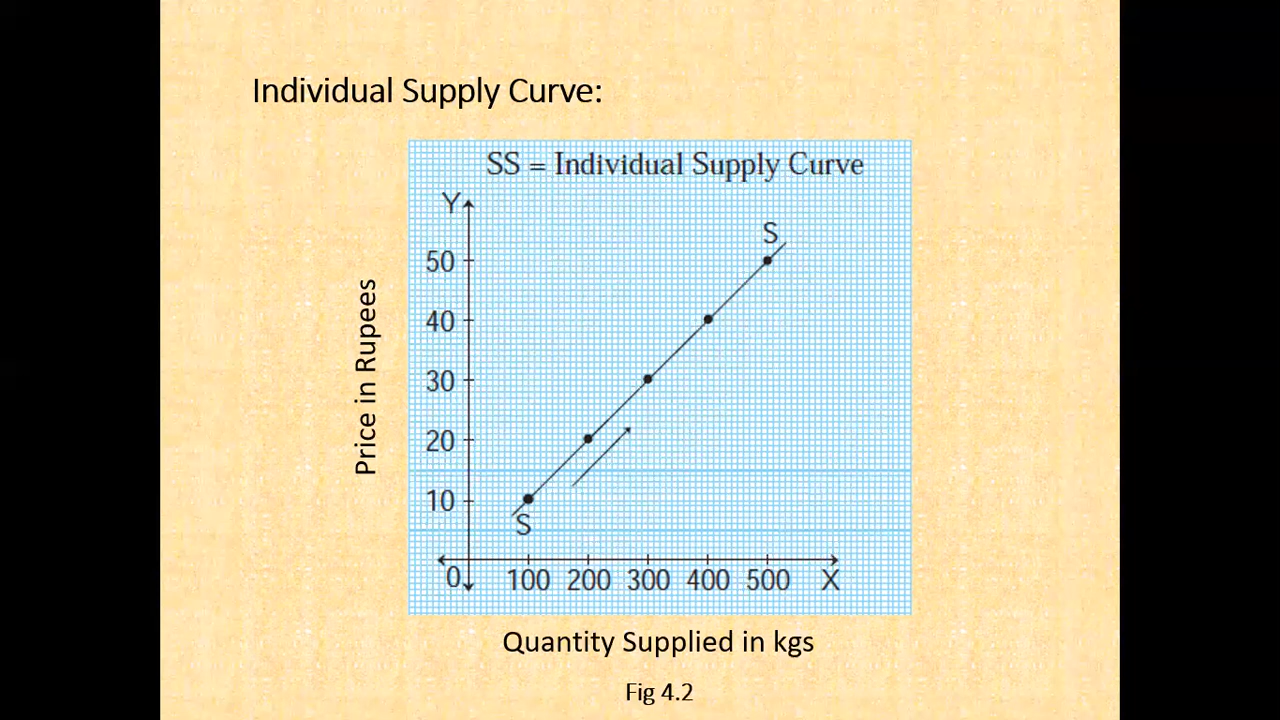 Individual Supply Curve:
SS = Individual Supply Curve
Y
S
50
40
30
20
10
S
0
100 200 300 400 500 X
Price in Rupees
Quantity Supplied in kgs
Fig 4.2